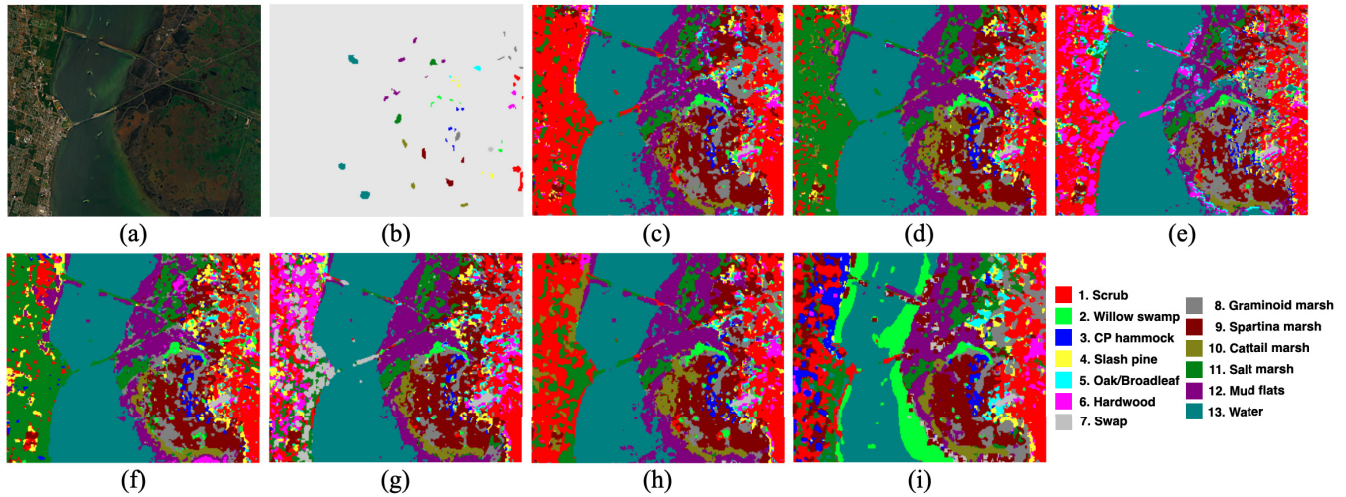 (a)
(b)
(c)
(d)
(e)
1. Scrub
2. Willow swamp
3. CP hammock
4. Slash pine
5. Oak/Broadleaf
6. Hardwood
7. Swap
8. Graminoid marsh
9. Spartina marsh
10. Cattail marsh
11. Salt marsh
12. Mud flats
13. Water
(f)
(g)
(h)
(i)